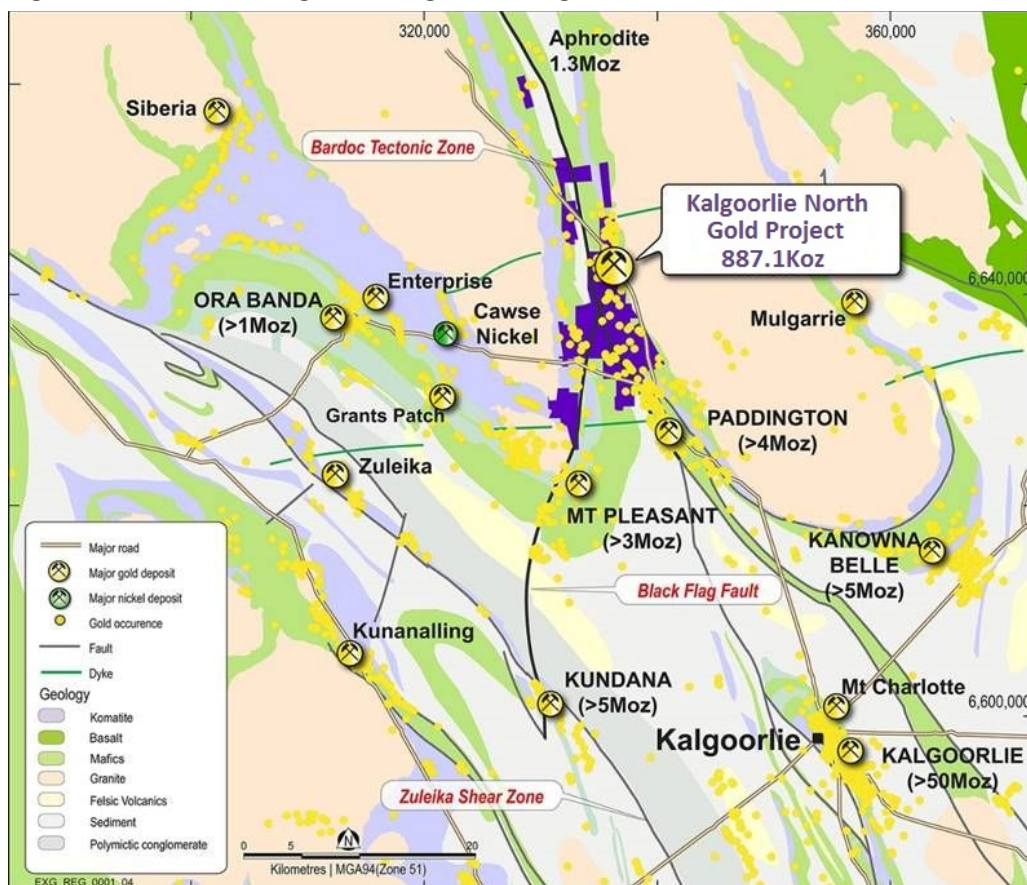 320,000
360,000
Aphrodite
1.3Moz
Siberia
Bardoc Tectonic Zone
Kalgoorlie North
Gold Project
887.1Koz
6,640,000
Enterprise
ORA BANDA
(>1Moz)
Cawse
Nickel
Mulgarrie
Grants Patch
PADDINGTON
(>4Moz)
Zuleika
MT PLEASANT
(>3Moz)
KANOWNA
BELLE
(>5Moz)
Black Flag Fault
Kunanalling
KUNDANA
(>5Moz)
Mt Charlotte
6,600,000
Kalgoorlie
KALGOORLIE
(>50Moz)
Zuleika Shear Zone
Major road
Major gold deposit
Major nickel deposit
Gold occurence
Fault
Dyke
Geology
Komatite
Basalt
Mafics
Granite
Felsic Volcanics
Sediment
Polymictic conglomerate
N
0 5 10 20
Kilometres | MGA94(Zone 51)
EXG_REG_0001_04